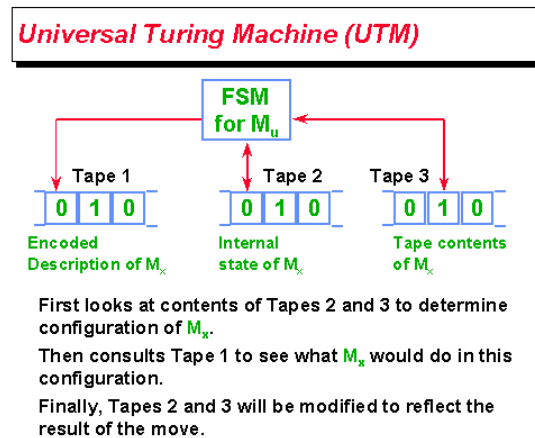 Universal Turing Machine (UTM)
FSM
for Mu
Tape 1
Tape 2
Tape 3
0 1 0
0 1 0
0 1 0
Encoded
Description of Mx
Internal
state of Mx
Tape contents
of Mx
First looks at contents of Tapes 2 and 3 to determine
configuration of Mx.
Then consults Tape 1 to see what Mx would do in this
configuration.
Finally, Tapes 2 and 3 will be modified to reflect the
result of the move.